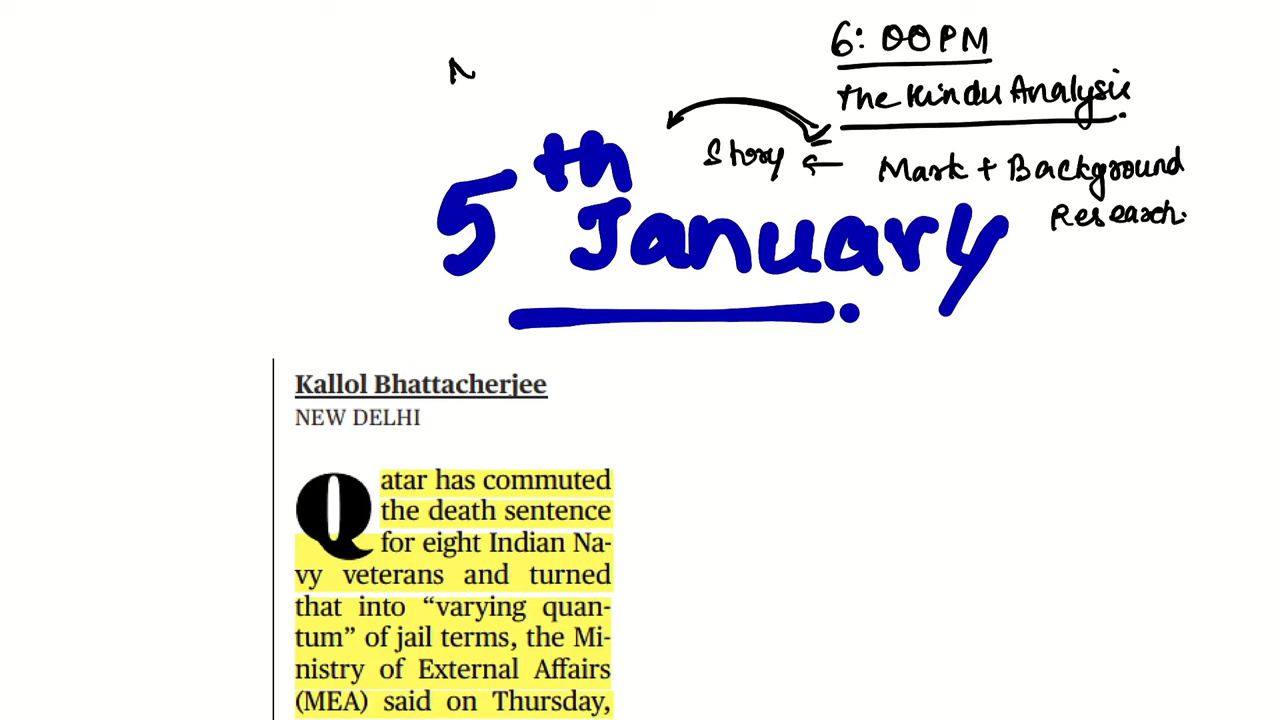 6:00PM
The Hindu Analysis
Story ← Mark + Background
Research.
5th
January
Kallol Bhattacherjee
NEW DELHI
Qatar has commuted
the death sentence
for eight Indian Na-
vy veterans and turned
that into “varying quan-
tum” of jail terms, the Mi-
nistry of External Affairs
(MEA) said on Thursday,